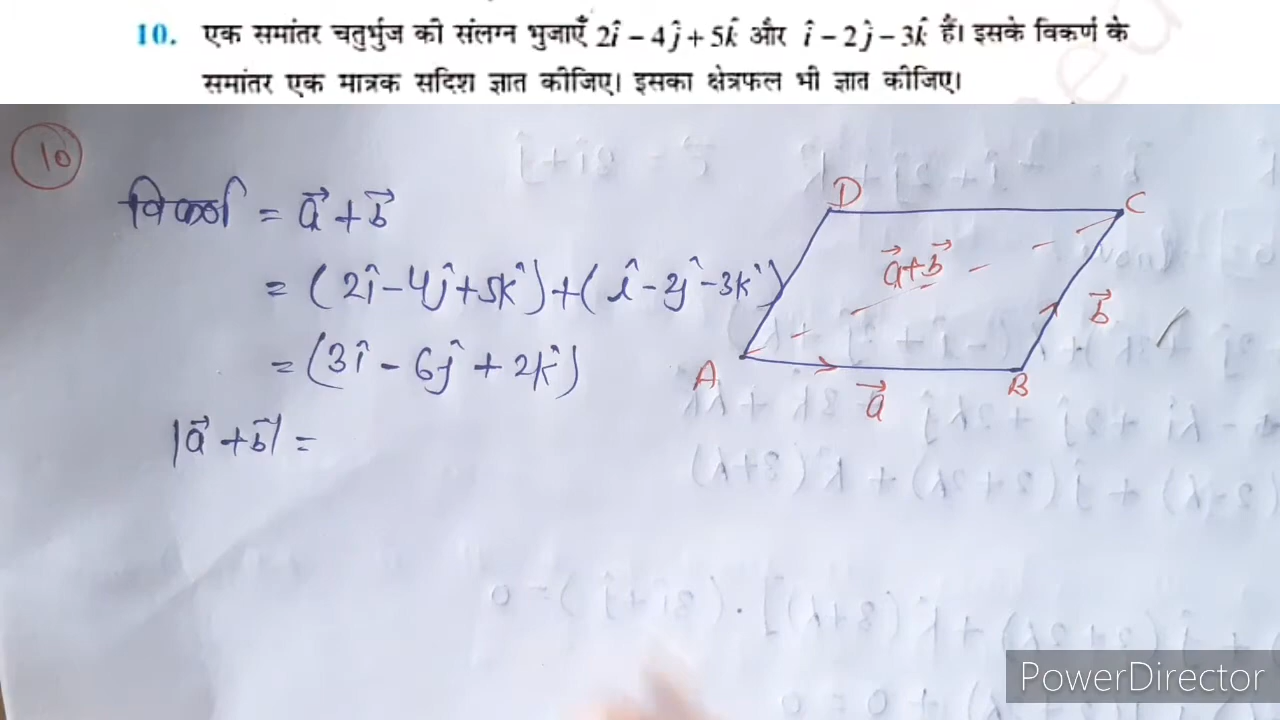 10. एक समांतर चतुर्भुज की संलग्न भुजाएँ 2î − 4ĵ + 5k̂ और î − 2ĵ − 3k̂ हैं। इसके विकर्ण के
समांतर एक मात्रक सदिश ज्ञात कीजिए। इसका क्षेत्रफल भी ज्ञात कीजिए।
10
विकर्ण = a⃗ + b⃗
= (2î − 4ĵ + 5k̂) + (î − 2ĵ − 3k̂)
= (3î − 6ĵ + 2k̂)
|a⃗ + b⃗| =
D
C
a⃗ + b⃗
b⃗
A
a⃗
B
PowerDirector